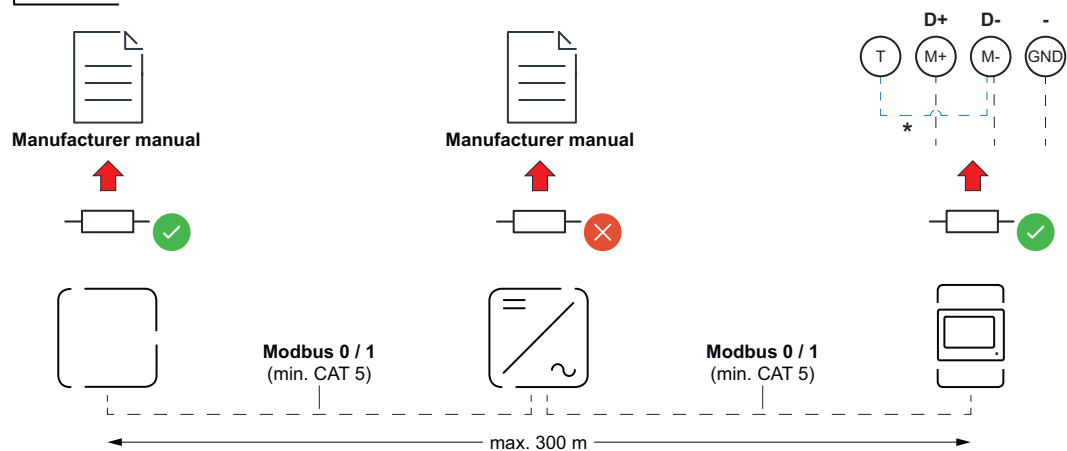 D+ D- -
T M+ M- GND
*
Manufacturer manual
Manufacturer manual
Modbus 0 / 1
(min. CAT 5)
Modbus 0 / 1
(min. CAT 5)
max. 300 m